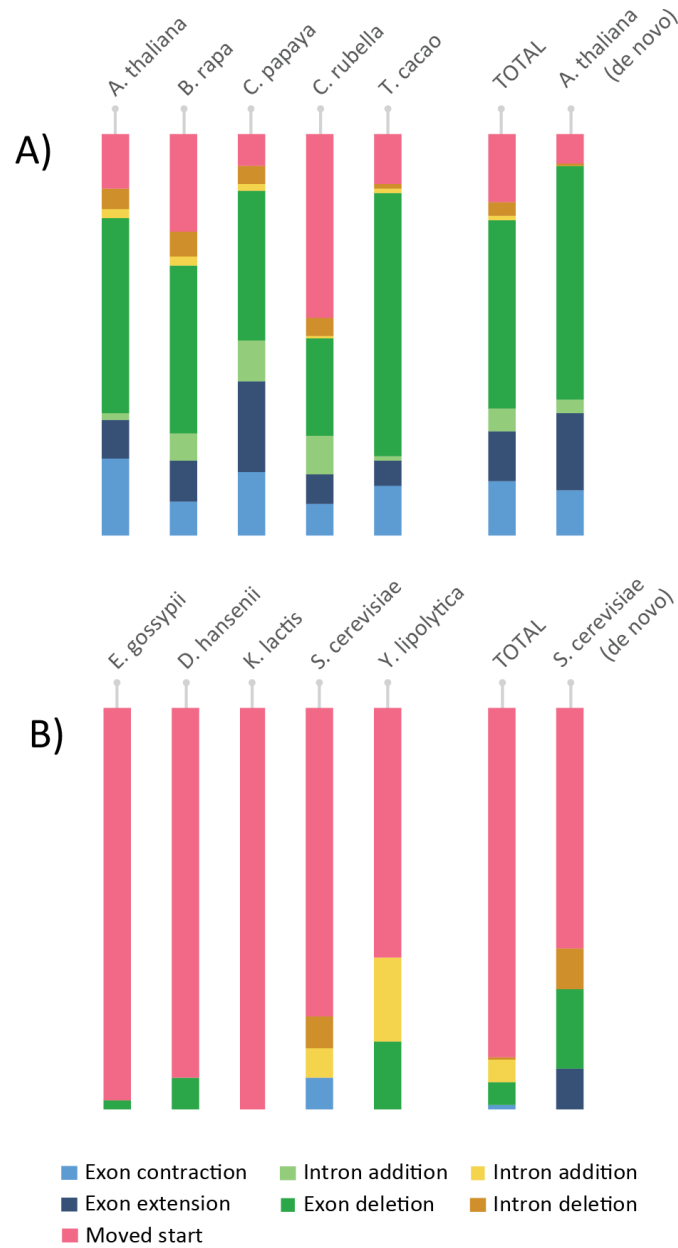 A)
A. thaliana
B. rapa
C. papaya
C. rubella
T. cacao
TOTAL
A. thaliana
(de novo)
B)
E. gossypii
D. hansenii
K. lactis
S. cerevisiae
Y. lipolytica
TOTAL
S. cerevisiae
(de novo)
Exon contraction Intron addition Intron addition
Exon extension Exon deletion Intron deletion
Moved start